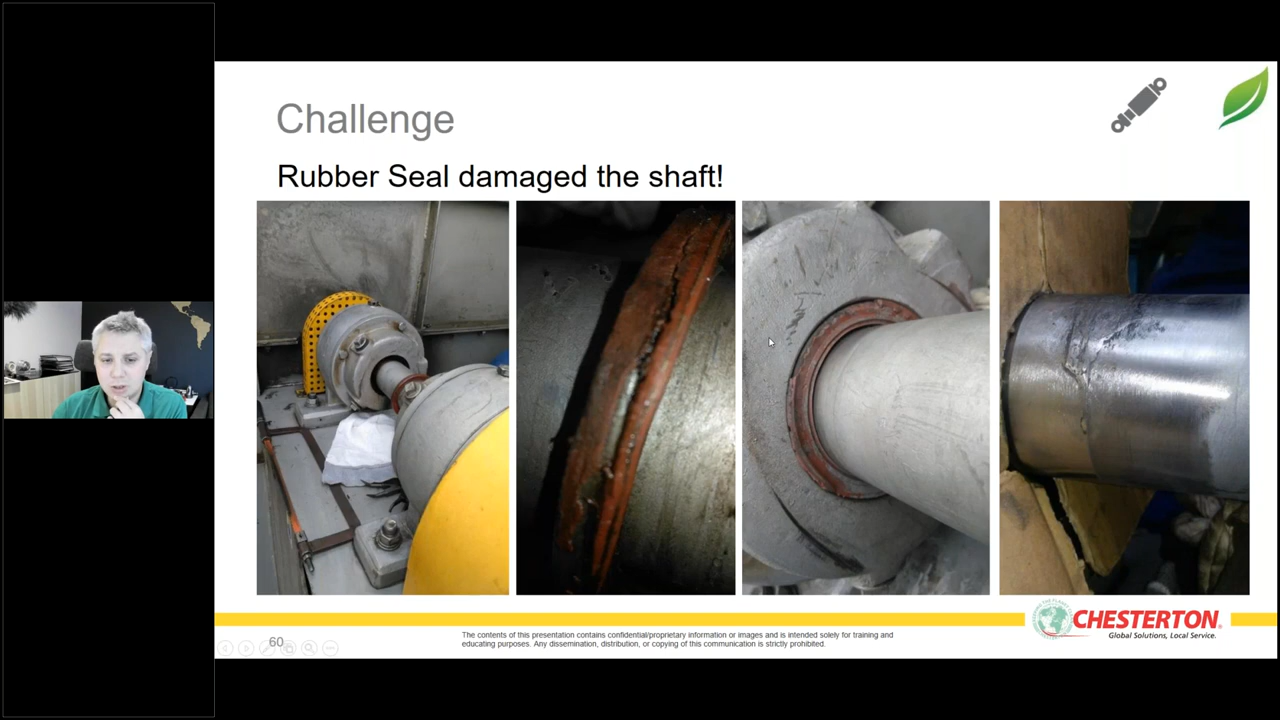 Challenge
Rubber Seal damaged the shaft!
60
The contents of this presentation contains confidential/proprietary information or images and is intended solely for training and
educating purposes. Any dissemination, distribution, or copying of this communication is strictly prohibited.
CHESTERTON®
Global Solutions, Local Service.